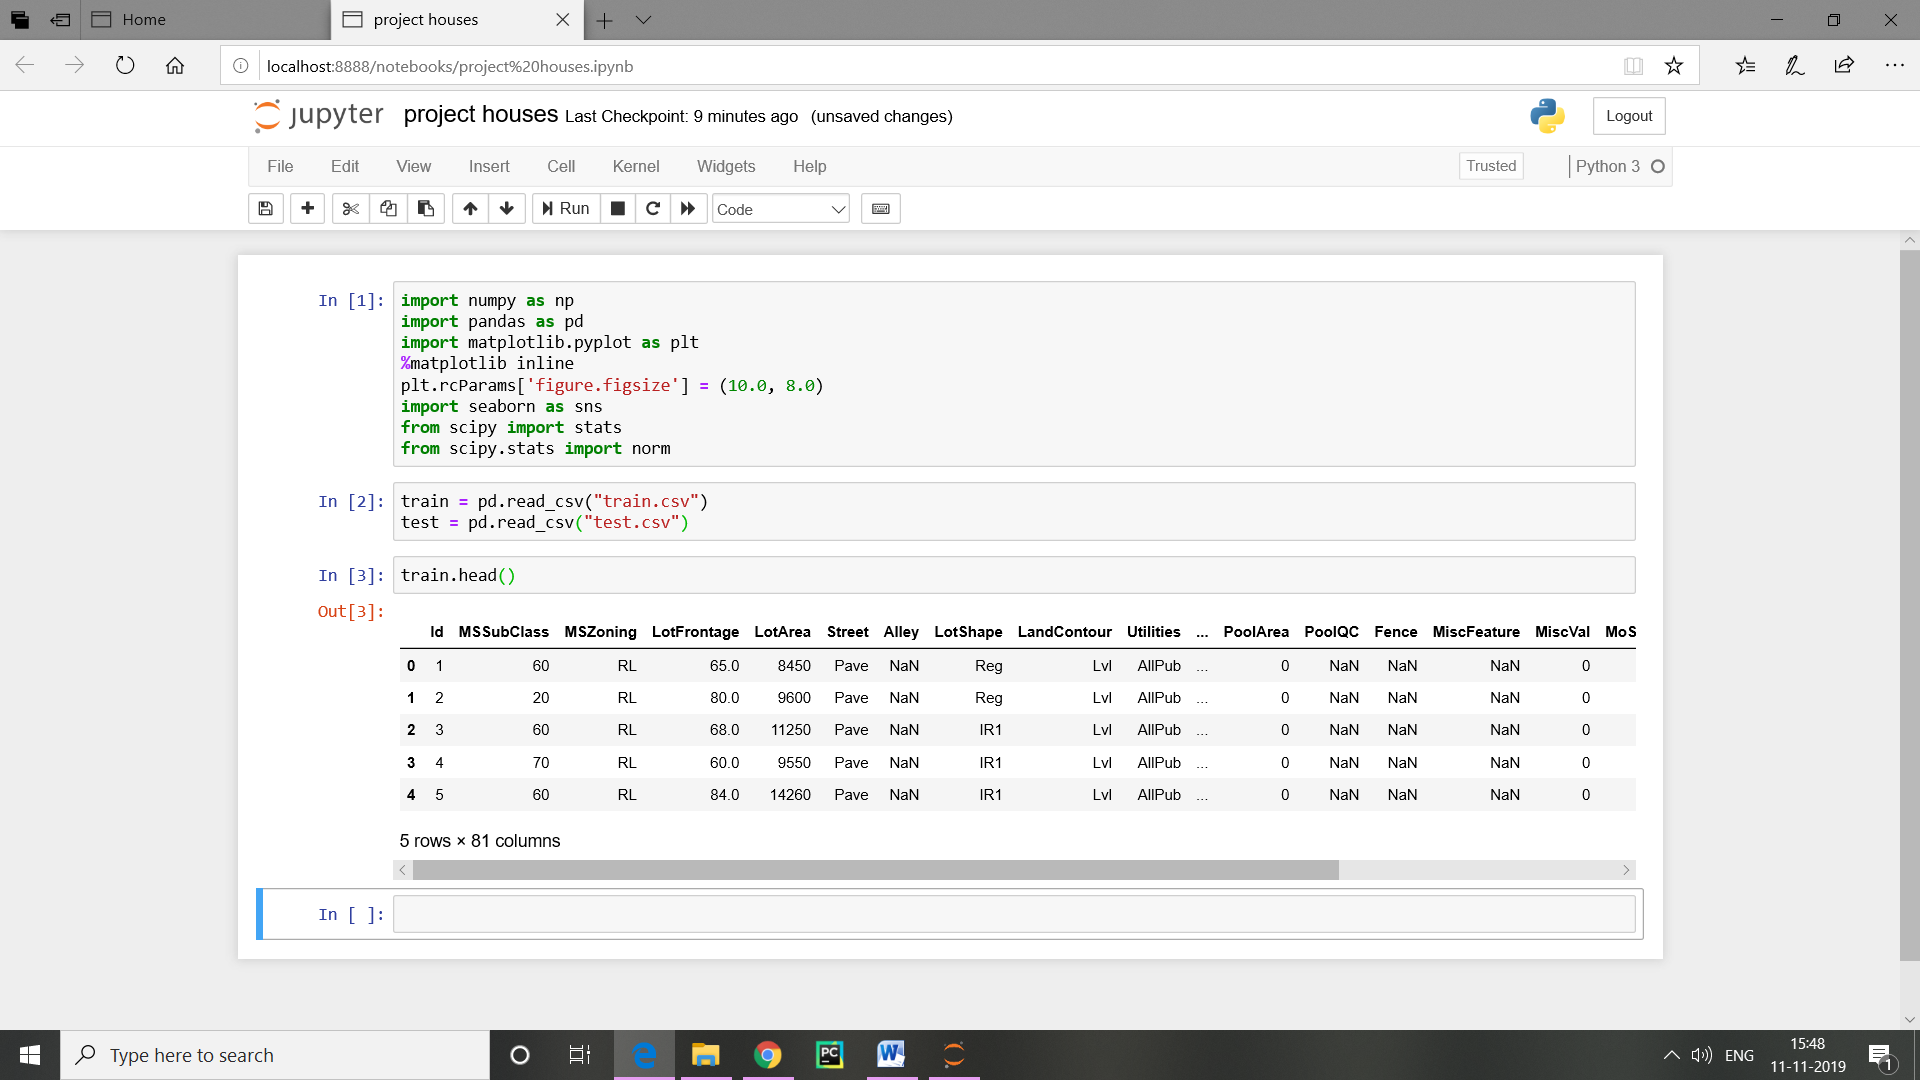 Home
project houses
localhost:8888/notebooks/project%20houses.ipynb
jupyter project houses Last Checkpoint: 9 minutes ago (unsaved changes)
Logout
File Edit View Insert Cell Kernel Widgets Help
Trusted
Python 3
Run
Code
In [1]:
import numpy as np
import pandas as pd
import matplotlib.pyplot as plt
%matplotlib inline
plt.rcParams['figure.figsize'] = (10.0, 8.0)
import seaborn as sns
from scipy import stats
from scipy.stats import norm
In [2]:
train = pd.read_csv("train.csv")
test = pd.read_csv("test.csv")
In [3]:
train.head()
Out[3]:
Id MSSubClass MSZoning LotFrontage LotArea Street Alley LotShape LandContour Utilities ... PoolArea PoolQC Fence MiscFeature MiscVal MoS
0 1 60 RL 65.0 8450 Pave NaN Reg Lvl AllPub ... 0 NaN NaN NaN 0
1 2 20 RL 80.0 9600 Pave NaN Reg Lvl AllPub ... 0 NaN NaN NaN 0
2 3 60 RL 68.0 11250 Pave NaN IR1 Lvl AllPub ... 0 NaN NaN NaN 0
3 4 70 RL 60.0 9550 Pave NaN IR1 Lvl AllPub ... 0 NaN NaN NaN 0
4 5 60 RL 84.0 14260 Pave NaN IR1 Lvl AllPub ... 0 NaN NaN NaN 0
5 rows × 81 columns
In [ ]:
Type here to search
PC
W
ENG
15:48
11-11-2019
1